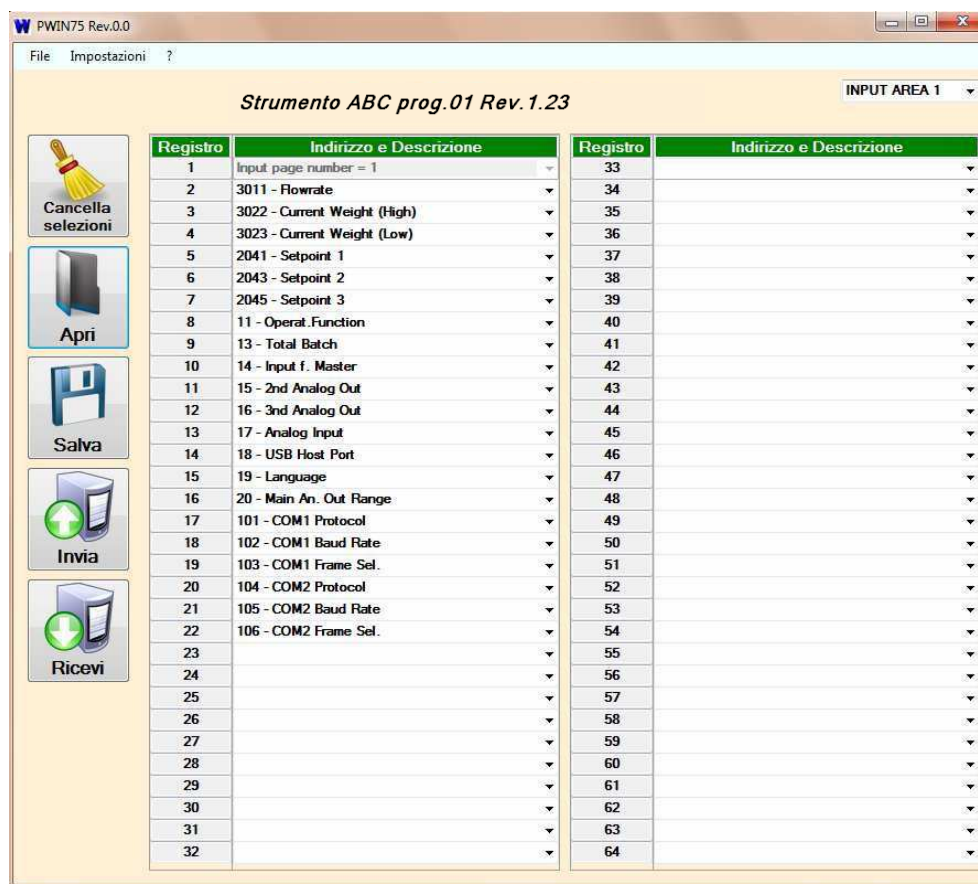 PWIN75 Rev.0.0
File Impostazioni ?
Strumento ABC prog.01 Rev.1.23
INPUT AREA 1
Cancella
selezioni
Apri
Salva
Invia
Ricevi
Registro Indirizzo e Descrizione
1 Input page number = 1
2 3011 - Flowrate
3 3022 - Current Weight (High)
4 3023 - Current Weight (Low)
5 2041 - Setpoint 1
6 2043 - Setpoint 2
7 2045 - Setpoint 3
8 11 - Operat.Function
9 13 - Total Batch
10 14 - Input f. Master
11 15 - 2nd Analog Out
12 16 - 3nd Analog Out
13 17 - Analog Input
14 18 - USB Host Port
15 19 - Language
16 20 - Main An. Out Range
17 101 - COM1 Protocol
18 102 - COM1 Baud Rate
19 103 - COM1 Frame Sel.
20 104 - COM2 Protocol
21 105 - COM2 Baud Rate
22 106 - COM2 Frame Sel.
23
24
25
26
27
28
29
30
31
32
Registro Indirizzo e Descrizione
33
34
35
36
37
38
39
40
41
42
43
44
45
46
47
48
49
50
51
52
53
54
55
56
57
58
59
60
61
62
63
64